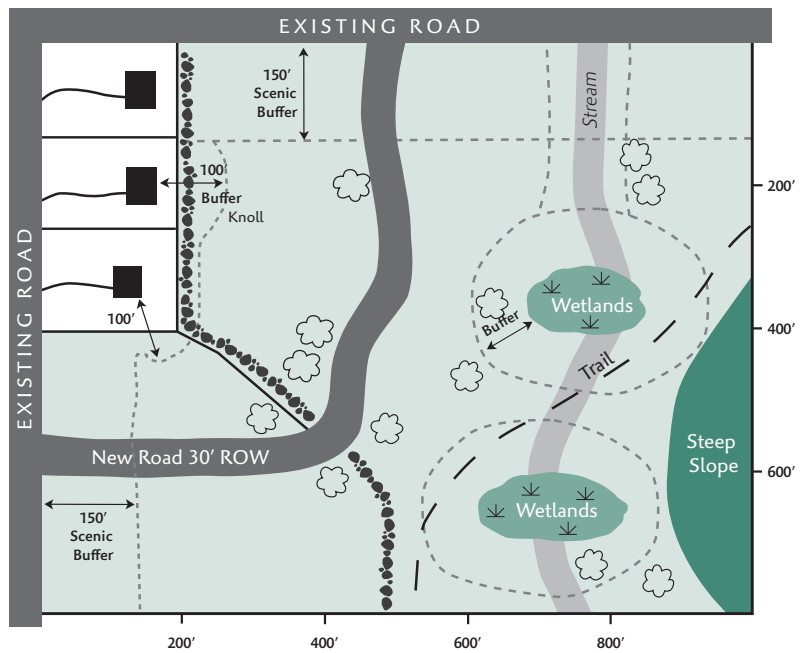 EXISTING ROAD
150'
Scenic
Buffer
Stream
100'
Buffer
Knoll
200'
EXISTING ROAD
Wetlands
Buffer
100'
400'
Trail
Steep
Slope
New Road 30' ROW
600'
150'
Scenic
Buffer
Wetlands
200'
400'
600'
800'